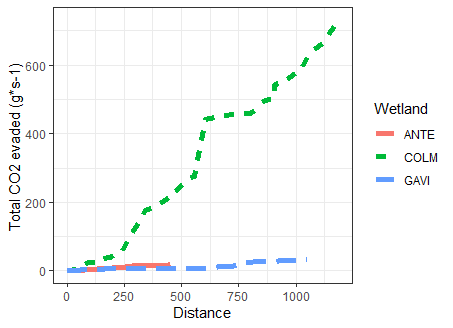 Total CO2 evaded (g*s-1)
600
400
200
0
0
250
500
750
1000
Distance
Wetland
ANTE
COLM
GAVI